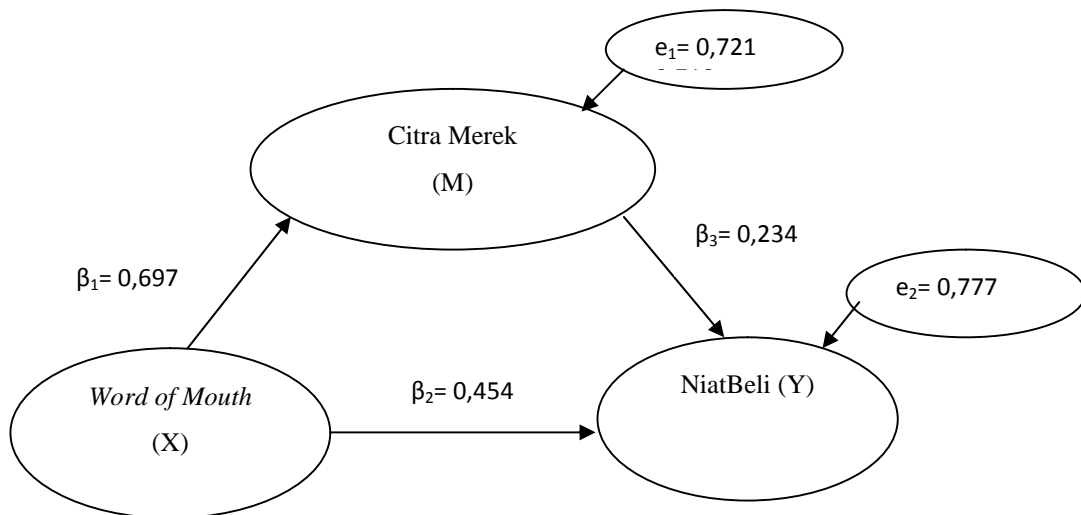 e₁= 0,721
Citra Merek
(M)
β₃= 0,234
β₁= 0,697
e₂= 0,777
Word of Mouth
(X)
β₂= 0,454
NiatBeli (Y)